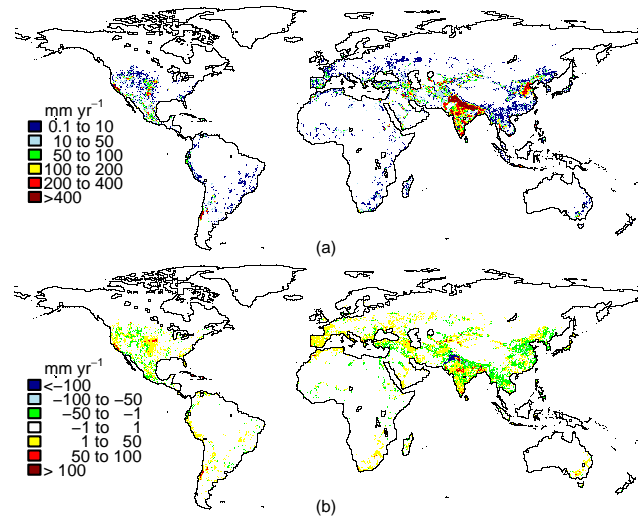 mm yr⁻¹
0.1 to 10
10 to 50
50 to 100
100 to 200
200 to 400
>400
(a)
mm yr⁻¹
<−100
−100 to −50
−50 to −1
−1 to 1
1 to 50
50 to 100
> 100
(b)